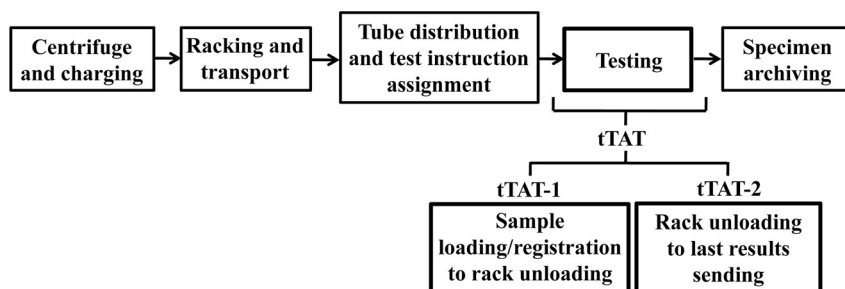 Centrifuge
and charging
Racking and
transport
Tube distribution
and test instruction
assignment
Testing
Specimen
archiving
tTAT
tTAT-1
Sample
loading/registration
to rack unloading
tTAT-2
Rack unloading
to last results
sending